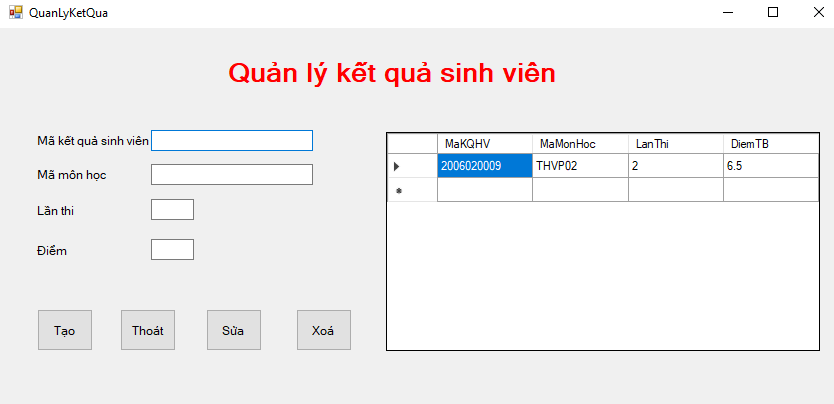 QuanLyKetQua
Quản lý kết quả sinh viên
Mã kết quả sinh viên
Mã môn học
Lần thi
Điểm
Tạo Thoát Sửa Xoá
MaKQHV MaMonHoc LanThi DiemTB
2006020009 THVP02 2 6.5